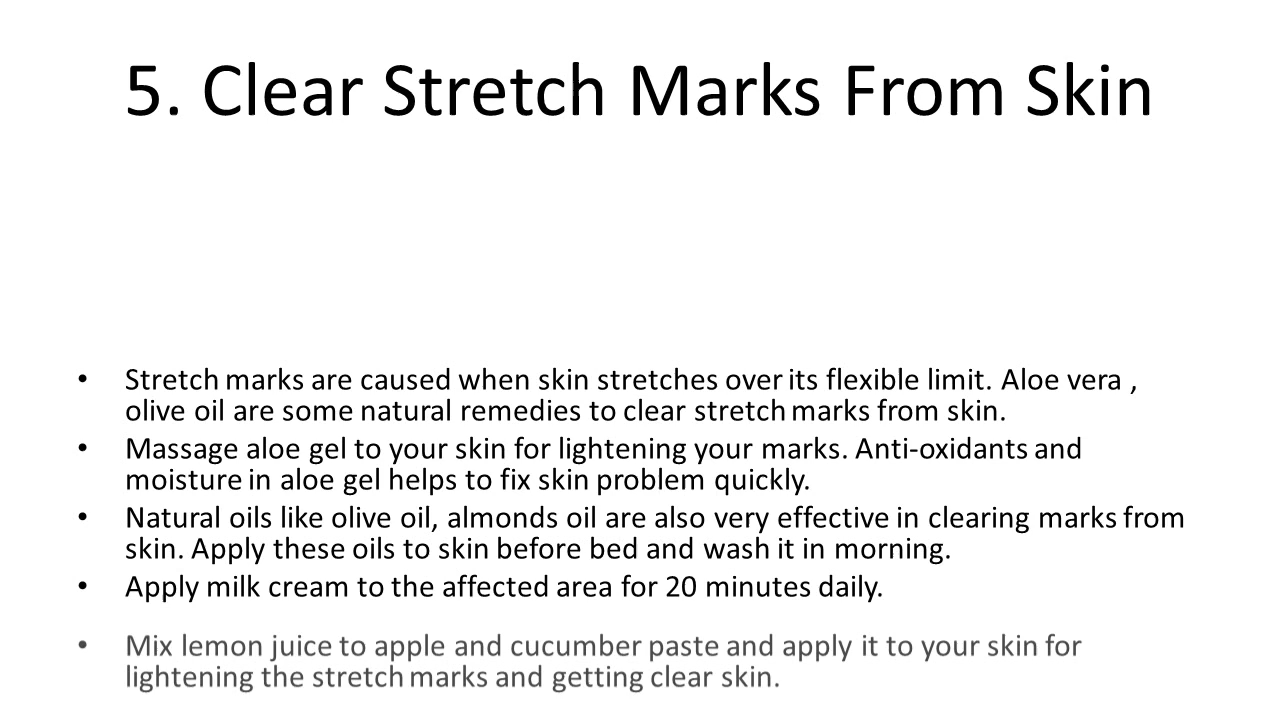 5. Clear Stretch Marks From Skin
• Stretch marks are caused when skin stretches over its flexible limit. Aloe vera ,
olive oil are some natural remedies to clear stretch marks from skin.
• Massage aloe gel to your skin for lightening your marks. Anti-oxidants and
moisture in aloe gel helps to fix skin problem quickly.
• Natural oils like olive oil, almonds oil are also very effective in clearing marks from
skin. Apply these oils to skin before bed and wash it in morning.
• Apply milk cream to the affected area for 20 minutes daily.
• Mix lemon juice to apple and cucumber paste and apply it to your skin for
lightening the stretch marks and getting clear skin.